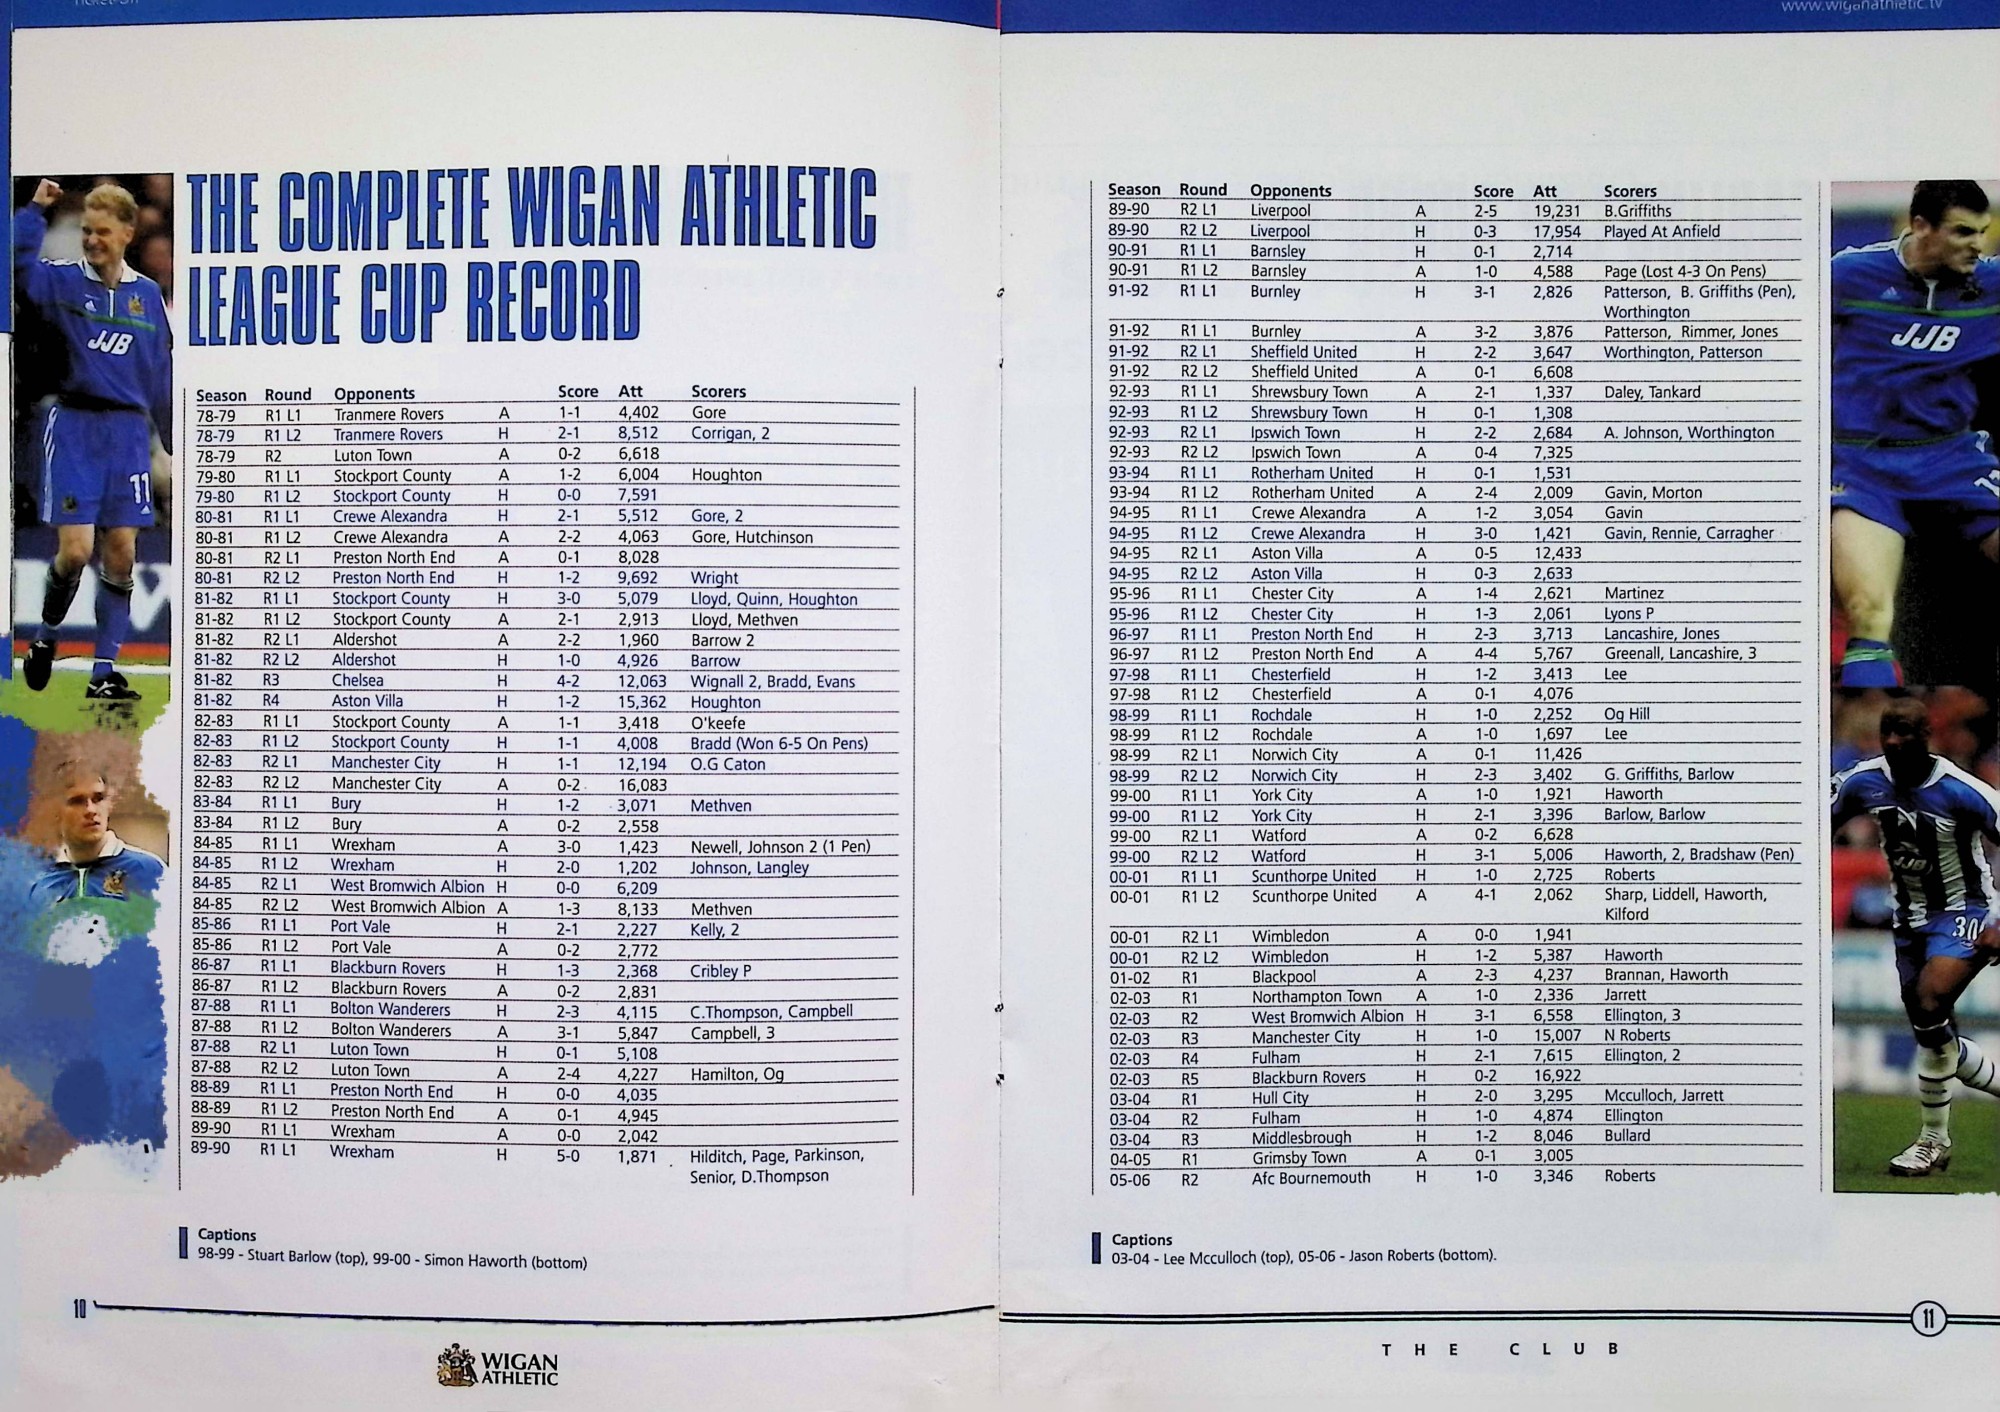 www.wiganathletic.tv
THE COMPLETE WIGAN ATHLETIC
LEAGUE CUP RECORD
Season Round Opponents Score Att Scorers
78-79 R1 L1 Tranmere Rovers A 1-1 4,402 Gore
78-79 R1 L2 Tranmere Rovers H 2-1 8,512 Corrigan, 2
78-79 R2 Luton Town A 0-2 6,618
79-80 R1 L1 Stockport County A 1-2 6,004 Houghton
79-80 R1 L2 Stockport County H 0-0 7,591
80-81 R1 L1 Crewe Alexandra H 2-1 5,512 Gore, 2
80-81 R1 L2 Crewe Alexandra A 2-2 4,063 Gore, Hutchinson
80-81 R2 L1 Preston North End A 0-1 8,028
80-81 R2 L2 Preston North End H 1-2 9,692 Wright
81-82 R1 L1 Stockport County H 3-0 5,079 Lloyd, Quinn, Houghton
81-82 R1 L2 Stockport County A 2-1 2,913 Lloyd, Methven
81-82 R2 L1 Aldershot A 2-2 1,960 Barrow 2
81-82 R2 L2 Aldershot H 1-0 4,926 Barrow
81-82 R3 Chelsea H 4-2 12,063 Wignall 2, Bradd, Evans
81-82 R4 Aston Villa H 1-2 15,362 Houghton
82-83 R1 L1 Stockport County A 1-1 3,418 O'keefe
82-83 R1 L2 Stockport County H 1-1 4,008 Bradd (Won 6-5 On Pens)
82-83 R2 L1 Manchester City H 1-1 12,194 O.G Caton
82-83 R2 L2 Manchester City A 0-2 16,083
83-84 R1 L1 Bury H 1-2 3,071 Methven
83-84 R1 L2 Bury A 0-2 2,558
84-85 R1 L1 Wrexham A 3-0 1,423 Newell, Johnson 2 (1 Pen)
84-85 R1 L2 Wrexham H 2-0 1,202 Johnson, Langley
84-85 R2 L1 West Bromwich Albion H 0-0 6,209
84-85 R2 L2 West Bromwich Albion A 1-3 8,133 Methven
85-86 R1 L1 Port Vale H 2-1 2,227 Kelly, 2
85-86 R1 L2 Port Vale A 0-2 2,772
86-87 R1 L1 Blackburn Rovers H 1-3 2,368 Cribley P
86-87 R1 L2 Blackburn Rovers A 0-2 2,831
87-88 R1 L1 Bolton Wanderers H 2-3 4,115 C.Thompson, Campbell
87-88 R1 L2 Bolton Wanderers A 3-1 5,847 Campbell, 3
87-88 R2 L1 Luton Town H 0-1 5,108
87-88 R2 L2 Luton Town A 2-4 4,227 Hamilton, Og
88-89 R1 L1 Preston North End H 0-0 4,035
88-89 R1 L2 Preston North End A 0-1 4,945
89-90 R1 L1 Wrexham A 0-0 2,042
89-90 R1 L1 Wrexham H 5-0 1,871 Hilditch, Page, Parkinson,
Senior, D.Thompson
Captions
98-99 - Stuart Barlow (top), 99-00 - Simon Haworth (bottom)
10
WIGAN
ATHLETIC
JJB
11
Season Round Opponents Score Att Scorers
89-90 R2 L1 Liverpool A 2-5 19,231 B.Griffiths
89-90 R2 L2 Liverpool H 0-3 17,954 Played At Anfield
90-91 R1 L1 Barnsley H 0-1 2,714
90-91 R1 L2 Barnsley A 1-0 4,588 Page (Lost 4-3 On Pens)
91-92 R1 L1 Burnley H 3-1 2,826 Patterson, B. Griffiths (Pen),
Worthington
91-92 R1 L1 Burnley A 3-2 3,876 Patterson, Rimmer, Jones
91-92 R2 L1 Sheffield United H 2-2 3,647 Worthington, Patterson
91-92 R2 L2 Sheffield United A 0-1 6,608
92-93 R1 L1 Shrewsbury Town A 2-1 1,337 Daley, Tankard
92-93 R1 L2 Shrewsbury Town H 0-1 1,308
92-93 R2 L1 Ipswich Town H 2-2 2,684 A. Johnson, Worthington
92-93 R2 L2 Ipswich Town A 0-4 7,325
93-94 R1 L1 Rotherham United H 0-1 1,531
93-94 R1 L2 Rotherham United A 2-4 2,009 Gavin, Morton
94-95 R1 L1 Crewe Alexandra A 1-2 3,054 Gavin
94-95 R1 L2 Crewe Alexandra H 3-0 1,421 Gavin, Rennie, Carragher
94-95 R2 L1 Aston Villa A 0-5 12,433
94-95 R2 L2 Aston Villa H 0-3 2,633
95-96 R1 L1 Chester City A 1-4 2,621 Martinez
95-96 R1 L2 Chester City H 1-3 2,061 Lyons P
96-97 R1 L1 Preston North End H 2-3 3,713 Lancashire, Jones
96-97 R1 L2 Preston North End A 4-4 5,767 Greenall, Lancashire, 3
97-98 R1 L1 Chesterfield H 1-2 3,413 Lee
97-98 R1 L2 Chesterfield A 0-1 4,076
98-99 R1 L1 Rochdale H 1-0 2,252 Og Hill
98-99 R1 L2 Rochdale A 1-0 1,697 Lee
98-99 R2 L1 Norwich City A 0-1 11,426
98-99 R2 L2 Norwich City H 2-3 3,402 G. Griffiths, Barlow
99-00 R1 L1 York City A 1-0 1,921 Haworth
99-00 R1 L2 York City H 2-1 3,396 Barlow, Barlow
99-00 R2 L1 Watford A 0-2 6,628
99-00 R2 L2 Watford H 3-1 5,006 Haworth, 2, Bradshaw (Pen)
00-01 R1 L1 Scunthorpe United H 1-0 2,725 Roberts
00-01 R1 L2 Scunthorpe United A 4-1 2,062 Sharp, Liddell, Haworth,
Kilford
00-01 R2 L1 Wimbledon A 0-0 1,941
00-01 R2 L2 Wimbledon H 1-2 5,387 Haworth
01-02 R1 Blackpool A 2-3 4,237 Brannan, Haworth
02-03 R1 Northampton Town A 1-0 2,336 Jarrett
02-03 R2 West Bromwich Albion H 3-1 6,558 Ellington, 3
02-03 R3 Manchester City H 1-0 15,007 N Roberts
02-03 R4 Fulham H 2-1 7,615 Ellington, 2
02-03 R5 Blackburn Rovers H 0-2 16,922
03-04 R1 Hull City H 2-0 3,295 Mcculloch, Jarrett
03-04 R2 Fulham H 1-0 4,874 Ellington
03-04 R3 Middlesbrough H 1-2 8,046 Bullard
04-05 R1 Grimsby Town A 0-1 3,005
05-06 R2 Afc Bournemouth H 1-0 3,346 Roberts
Captions
03-04 - Lee Mcculloch (top), 05-06 - Jason Roberts (bottom).
11
THE CLUB
JJB
JJB
30